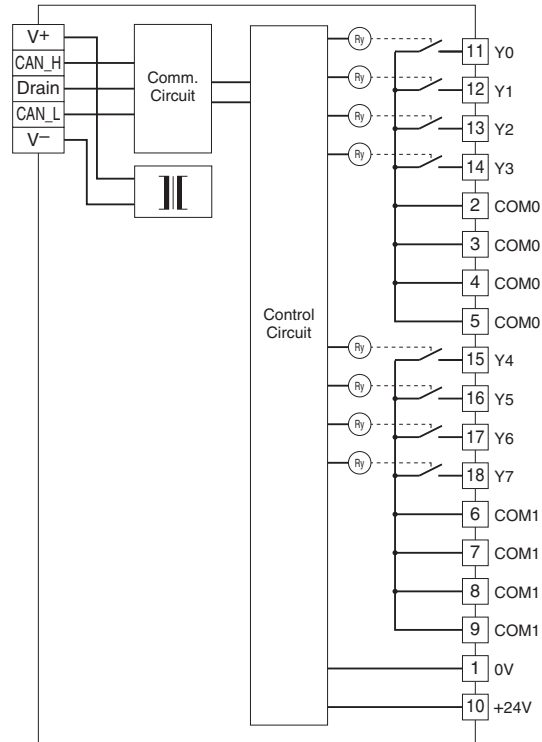 V+
CAN_H
Drain
CAN_L
V–
Comm.
Circuit
Control
Circuit
Ry 11 Y0
Ry 12 Y1
Ry 13 Y2
Ry 14 Y3
2 COM0
3 COM0
4 COM0
5 COM0
Ry 15 Y4
Ry 16 Y5
Ry 17 Y6
Ry 18 Y7
6 COM1
7 COM1
8 COM1
9 COM1
1 0V
10 +24V